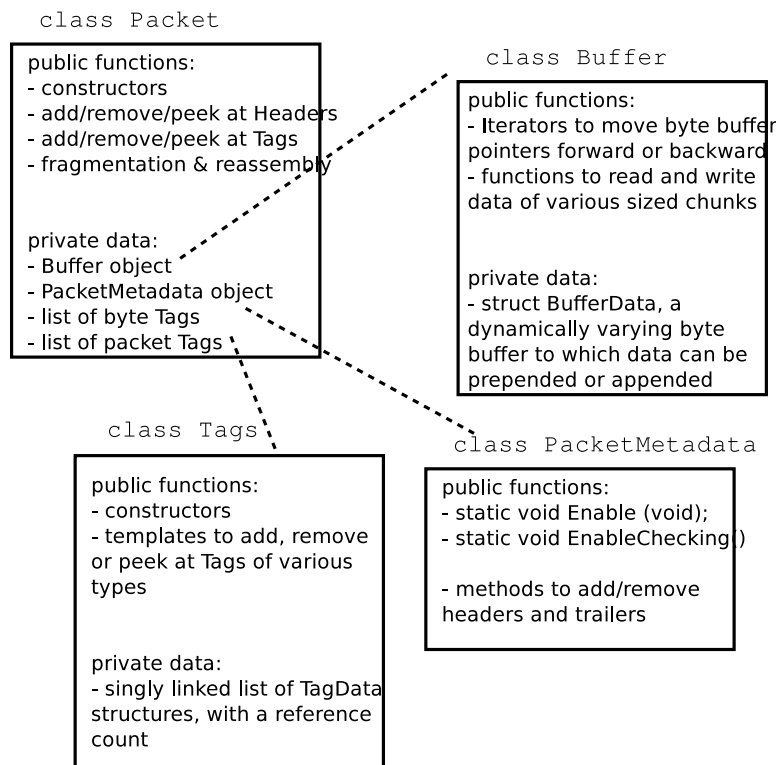 class Packet
public functions:
- constructors
- add/remove/peek at Headers
- add/remove/peek at Tags
- fragmentation & reassembly
private data:
- Buffer object
- PacketMetadata object
- list of byte Tags
- list of packet Tags
class Buffer
public functions:
- Iterators to move byte buffer
pointers forward or backward
- functions to read and write
data of various sized chunks
private data:
- struct BufferData, a
dynamically varying byte
buffer to which data can be
prepended or appended
class Tags
public functions:
- constructors
- templates to add, remove
or peek at Tags of various
types
private data:
- singly linked list of TagData
structures, with a reference
count
class PacketMetadata
public functions:
- static void Enable (void);
- static void EnableChecking()
- methods to add/remove
headers and trailers